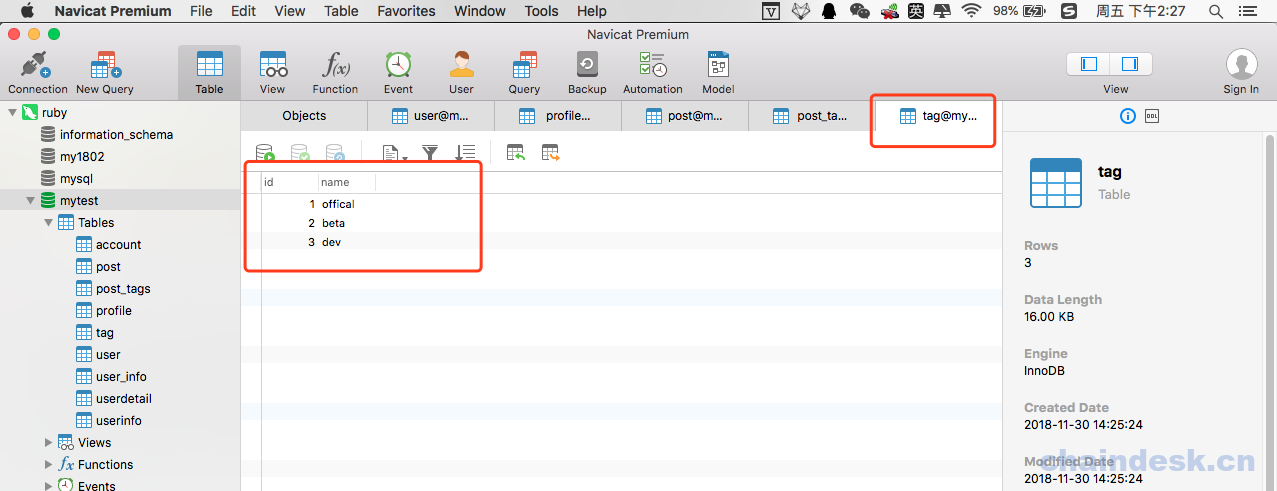 Navicat Premium File Edit View Table Favorites Window Tools Help 英 98% S 周五 下午2:27
Navicat Premium
Connection New Query Table View f(x) Function Event User Query Backup Automation Model View Sign In
ruby
information_schema
my1802
mysql
mytest
Tables
account
post
post_tags
profile
tag
user
user_info
userdetail
userinfo
Views
fx Functions
Events
Objects user@m... profile... post@m... post_ta... tag@my...
id name
1 offical
2 beta
3 dev
DDL
tag
Table
Rows
3
Data Length
16.00 KB
Engine
InnoDB
Created Date
2018-11-30 14:25:24
Modified Date
2018-11-30 14:25:24
chaindesk.cn